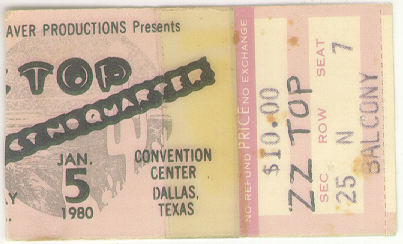 AVER PRODUCTIONS Presents
TOP
ND QUARTER
JAN.
5
1980
CONVENTION
CENTER
DALLAS,
TEXAS
NO REFUND PRICE NO EXCHANGE
$10.00
ZZ TOP
SEC ROW SEAT
25 N 7
BALCONY